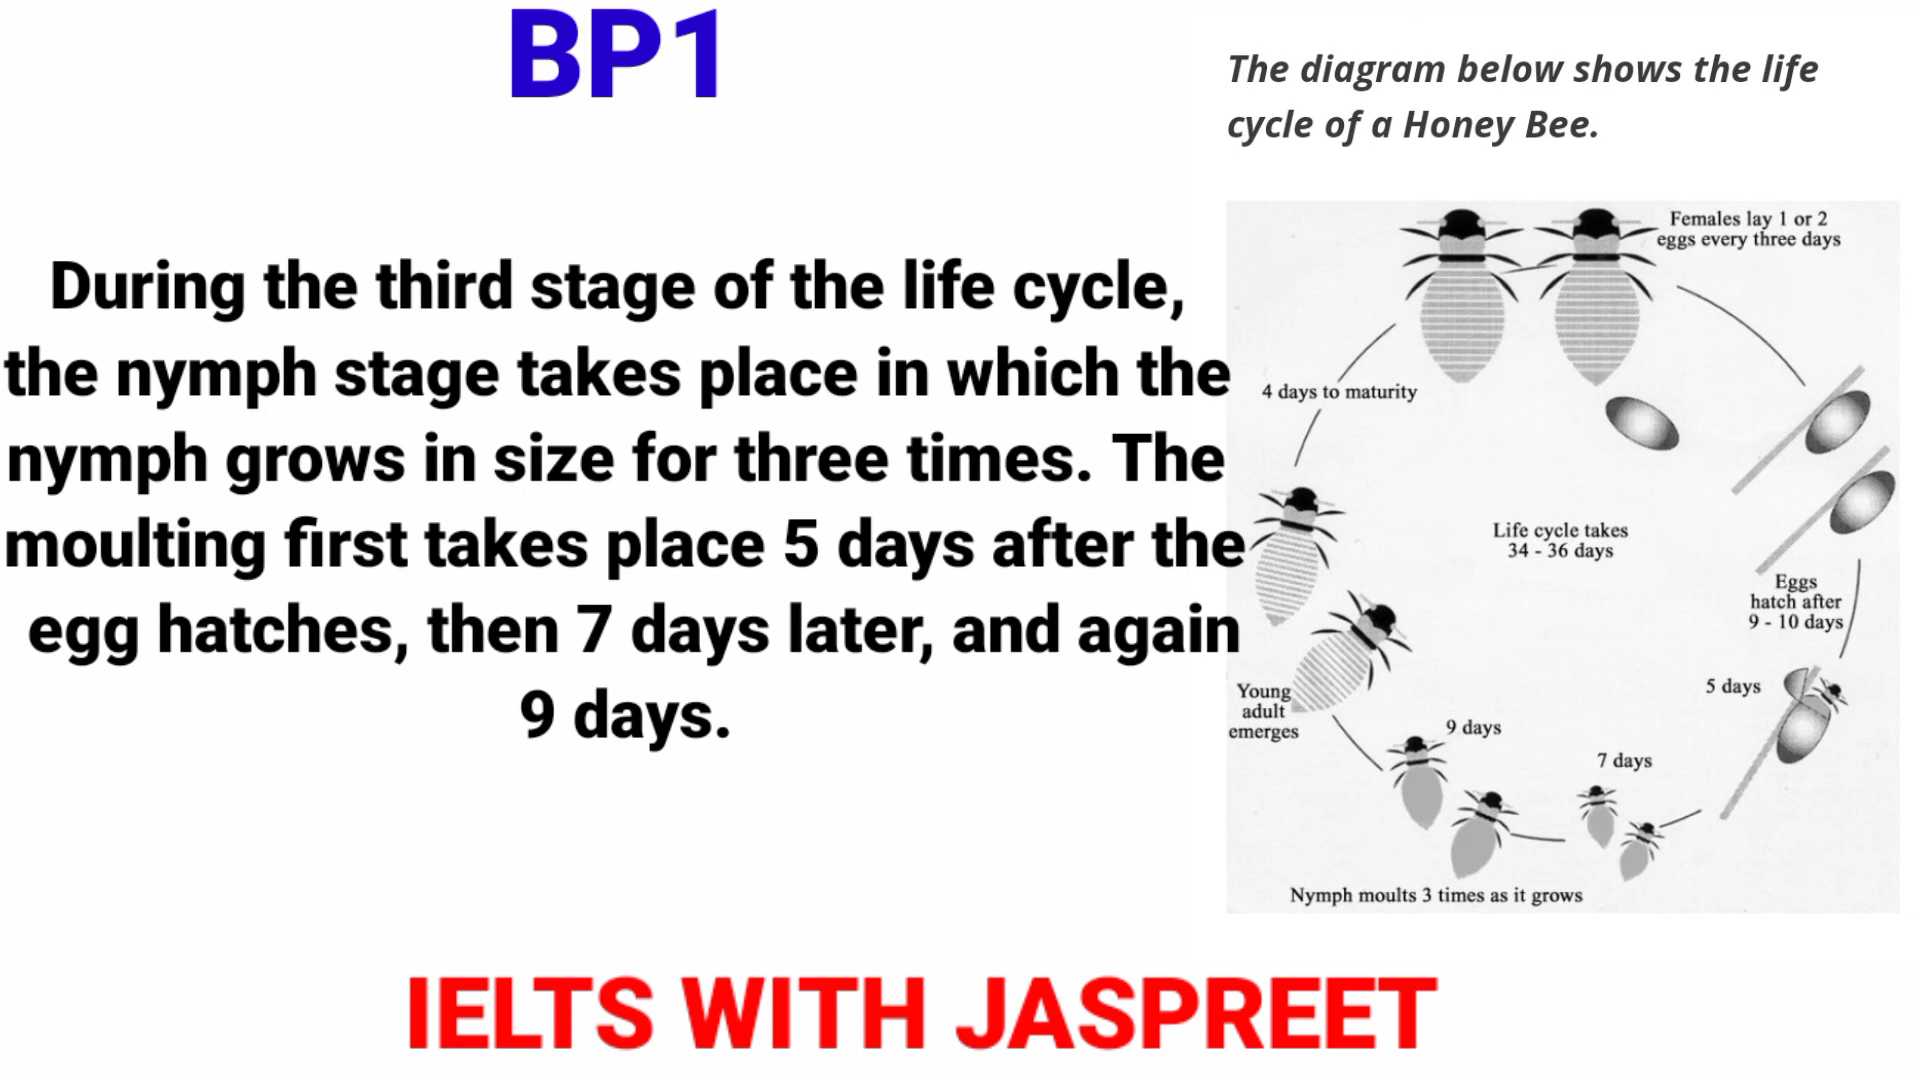 BP1
During the third stage of the life cycle,
the nymph stage takes place in which the
nymph grows in size for three times. The
moulting first takes place 5 days after the
egg hatches, then 7 days later, and again
9 days.
The diagram below shows the life
cycle of a Honey Bee.
Females lay 1 or 2
eggs every three days
4 days to maturity
Life cycle takes
34 - 36 days
Eggs
hatch after
9 - 10 days
5 days
Young
adult
emerges
9 days
7 days
Nymph moults 3 times as it grows
IELTS WITH JASPREET